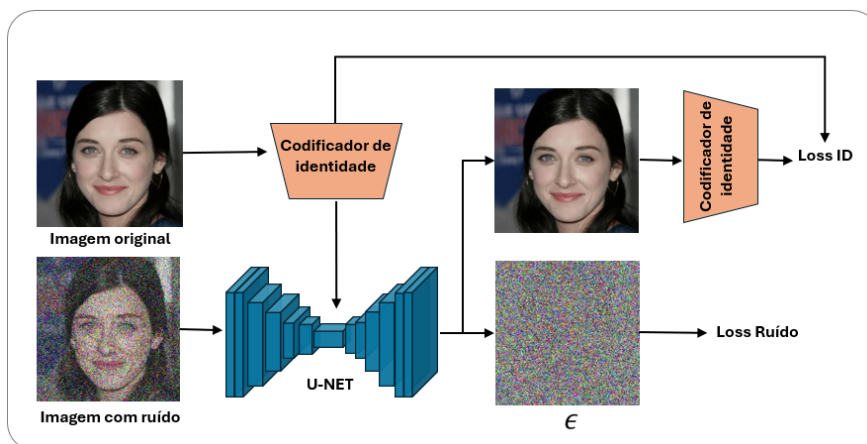 Imagem original
Codificador de
identidade
Codificador de
identidade
Loss ID
Imagem com ruído
U-NET
ϵ
Loss Ruído